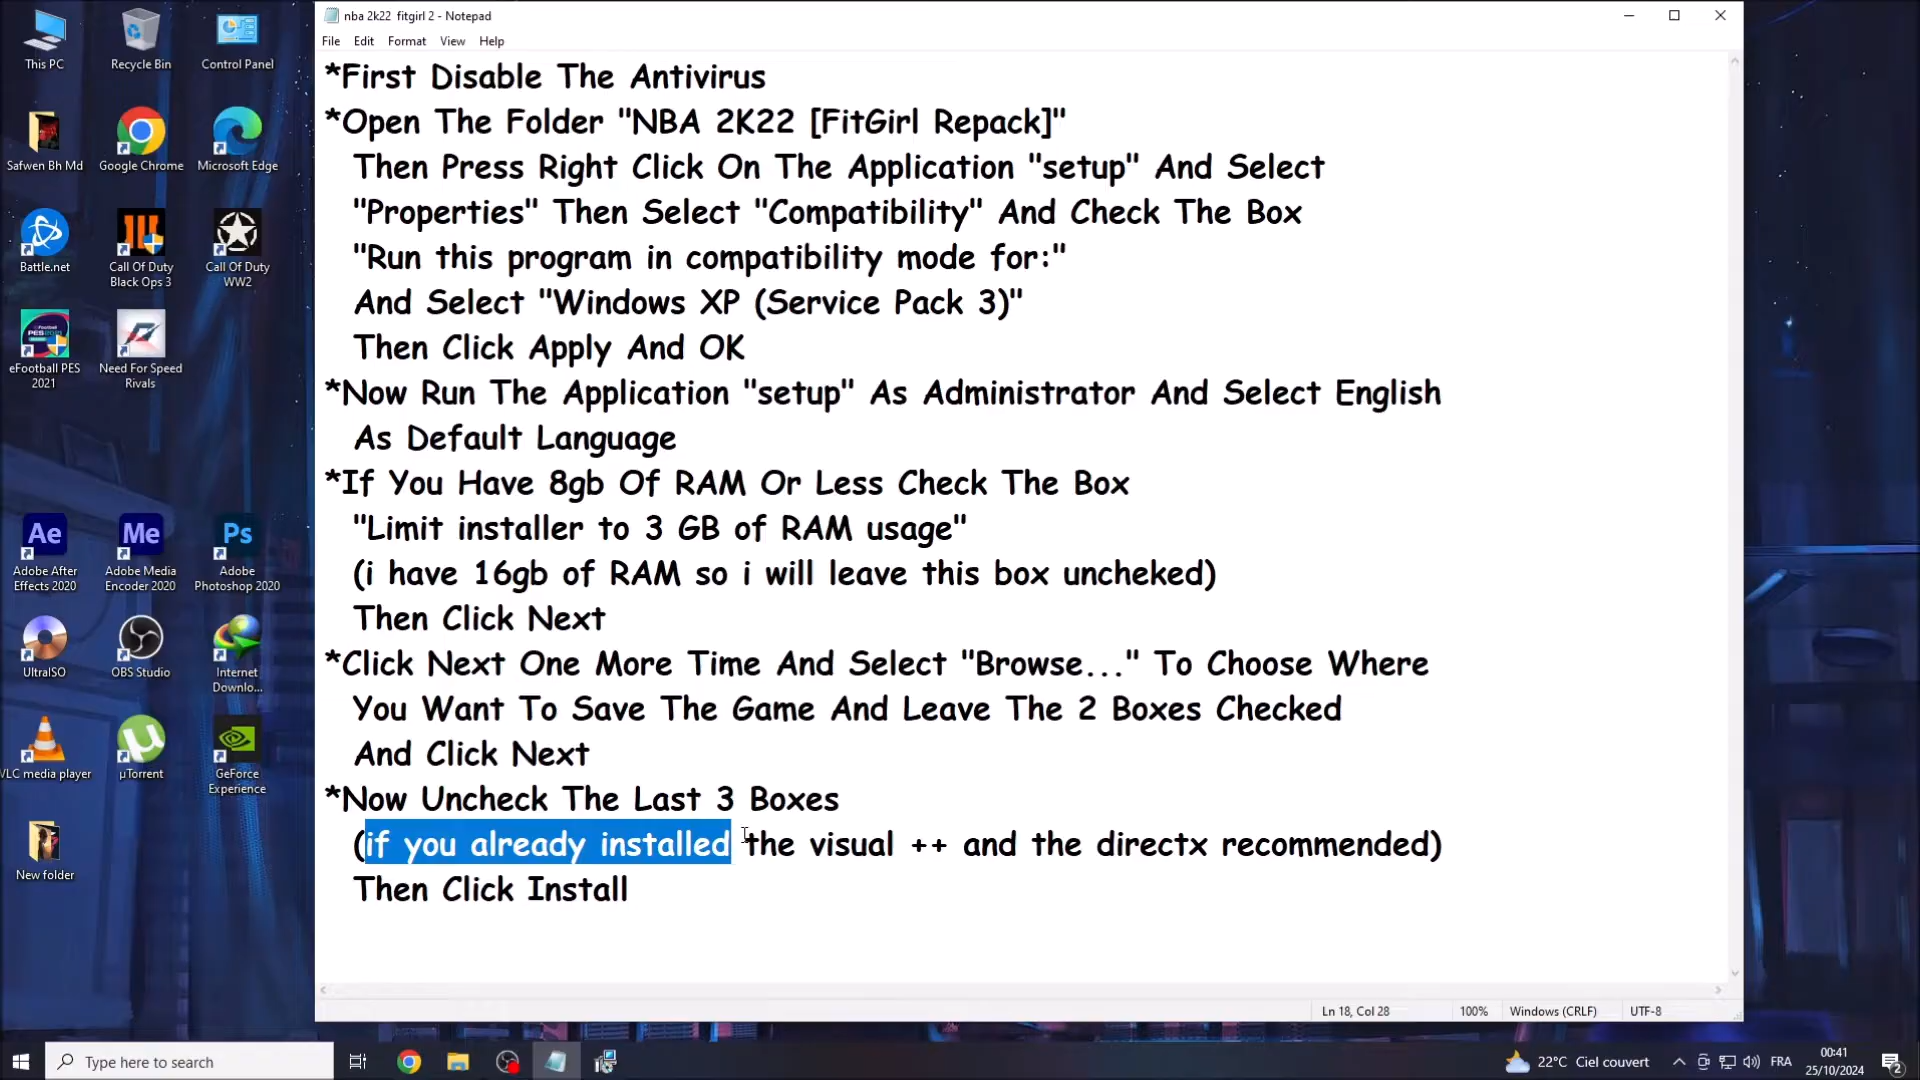 nba 2k22 fitgirl 2 - Notepad
File Edit Format View Help
*First Disable The Antivirus
*Open The Folder "NBA 2K22 [FitGirl Repack]"
Then Press Right Click On The Application "setup" And Select
"Properties" Then Select "Compatibility" And Check The Box
"Run this program in compatibility mode for:"
And Select "Windows XP (Service Pack 3)"
Then Click Apply And OK
*Now Run The Application "setup" As Administrator And Select English
As Default Language
*If You Have 8gb Of RAM Or Less Check The Box
"Limit installer to 3 GB of RAM usage"
(i have 16gb of RAM so i will leave this box uncheked)
Then Click Next
*Click Next One More Time And Select "Browse..." To Choose Where
You Want To Save The Game And Leave The 2 Boxes Checked
And Click Next
*Now Uncheck The Last 3 Boxes
(if you already installed the visual ++ and the directx recommended)
Then Click Install
Ln 18, Col 28 100% Windows (CRLF) UTF-8
This PC
Recycle Bin
Control Panel
Safwen Bh Md
Google Chrome
Microsoft Edge
Battle.net
Call Of Duty
Black Ops 3
Call Of Duty
WW2
eFootball PES
2021
Need For Speed
Rivals
Ae
Adobe After
Effects 2020
Me
Adobe Media
Encoder 2020
Ps
Adobe
Photoshop 2020
UltraISO
OBS Studio
Internet
Downlo...
VLC media player
µTorrent
GeForce
Experience
New folder
Type here to search
22°C Ciel couvert
FRA
00:41
25/10/2024
2